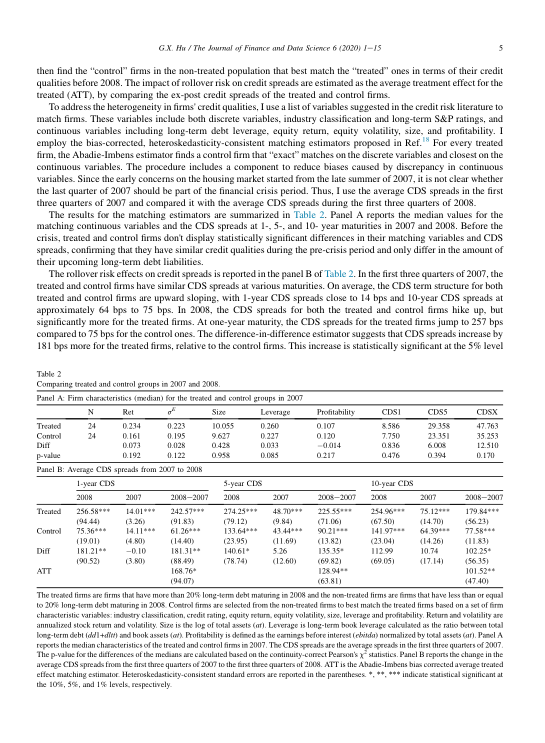 G.X. Hu / The Journal of Finance and Data Science 6 (2020) 1–15 5
then find the “control” firms in the non-treated population that best match the “treated” ones in terms of their credit
qualities before 2008. The impact of rollover risk on credit spreads are estimated as the average treatment effect for the
treated (ATT), by comparing the ex-post credit spreads of the treated and control firms.
To address the heterogeneity in firms' credit qualities, I use a list of variables suggested in the credit risk literature to
match firms. These variables include both discrete variables, industry classification and long-term S&P ratings, and
continuous variables including long-term debt leverage, equity return, equity volatility, size, and profitability. I
employ the bias-corrected, heteroskedasticity-consistent matching estimators proposed in Ref.18 For every treated
firm, the Abadie-Imbens estimator finds a control firm that “exact” matches on the discrete variables and closest on the
continuous variables. The procedure includes a component to reduce biases caused by discrepancy in continuous
variables. Since the early concerns on the housing market started from the late summer of 2007, it is not clear whether
the last quarter of 2007 should be part of the financial crisis period. Thus, I use the average CDS spreads in the first
three quarters of 2007 and compared it with the average CDS spreads during the first three quarters of 2008.
The results for the matching estimators are summarized in Table 2. Panel A reports the median values for the
matching continuous variables and the CDS spreads at 1-, 5-, and 10- year maturities in 2007 and 2008. Before the
crisis, treated and control firms don't display statistically significant differences in their matching variables and CDS
spreads, confirming that they have similar credit qualities during the pre-crisis period and only differ in the amount of
their upcoming long-term debt liabilities.
The rollover risk effects on credit spreads is reported in the panel B of Table 2. In the first three quarters of 2007, the
treated and control firms have similar CDS spreads at various maturities. On average, the CDS term structure for both
treated and control firms are upward sloping, with 1-year CDS spreads close to 14 bps and 10-year CDS spreads at
approximately 64 bps to 75 bps. In 2008, the CDS spreads for both the treated and control firms hike up, but
significantly more for the treated firms. At one-year maturity, the CDS spreads for the treated firms jump to 257 bps
compared to 75 bps for the control ones. The difference-in-difference estimator suggests that CDS spreads increase by
181 bps more for the treated firms, relative to the control firms. This increase is statistically significant at the 5% level
Table 2
Comparing treated and control groups in 2007 and 2008.
Panel A: Firm characteristics (median) for the treated and control groups in 2007
N Ret σE Size Leverage Profitability CDS1 CDS5 CDSX
Treated 24 0.234 0.223 10.055 0.260 0.107 8.586 29.358 47.763
Control 24 0.161 0.195 9.627 0.227 0.120 7.750 23.351 35.253
Diff 0.073 0.028 0.428 0.033 −0.014 0.836 6.008 12.510
p-value 0.192 0.122 0.958 0.085 0.217 0.476 0.394 0.170
Panel B: Average CDS spreads from 2007 to 2008
1-year CDS 5-year CDS 10-year CDS
2008 2007 2008−2007 2008 2007 2008−2007 2008 2007 2008−2007
Treated 256.58*** 14.01*** 242.57*** 274.25*** 48.70*** 225.55*** 254.96*** 75.12*** 179.84***
(94.44) (3.26) (91.83) (79.12) (9.84) (71.06) (67.50) (14.70) (56.23)
Control 75.36*** 14.11*** 61.26*** 133.64*** 43.44*** 90.21*** 141.97*** 64.39*** 77.58***
(19.01) (4.80) (14.40) (23.95) (11.69) (13.82) (23.04) (14.26) (11.83)
Diff 181.21** −0.10 181.31** 140.61* 5.26 135.35* 112.99 10.74 102.25*
(90.52) (3.80) (88.49) (78.74) (12.60) (69.82) (69.05) (17.14) (56.35)
ATT 168.76* 128.94** 101.52**
(94.07) (63.81) (47.40)
The treated firms are firms that have more than 20% long-term debt maturing in 2008 and the non-treated firms are firms that have less than or equal
to 20% long-term debt maturing in 2008. Control firms are selected from the non-treated firms to best match the treated firms based on a set of firm
characteristic variables: industry classification, credit rating, equity return, equity volatility, size, leverage and profitability. Return and volatility are
annualized stock return and volatility. Size is the log of total assets (at). Leverage is long-term book leverage calculated as the ratio between total
long-term debt (dd1+dltt) and book assets (at). Profitability is defined as the earnings before interest (ebitda) normalized by total assets (at). Panel A
reports the median characteristics of the treated and control firms in 2007. The CDS spreads are the average spreads in the first three quarters of 2007.
The p-value for the differences of the medians are calculated based on the continuity-correct Pearson's χ2 statistics. Panel B reports the change in the
average CDS spreads from the first three quarters of 2007 to the first three quarters of 2008. ATT is the Abadie-Imbens bias corrected average treated
effect matching estimator. Heteroskedasticity-consistent standard errors are reported in the parentheses. *, **, *** indicate statistical significant at
the 10%, 5%, and 1% levels, respectively.